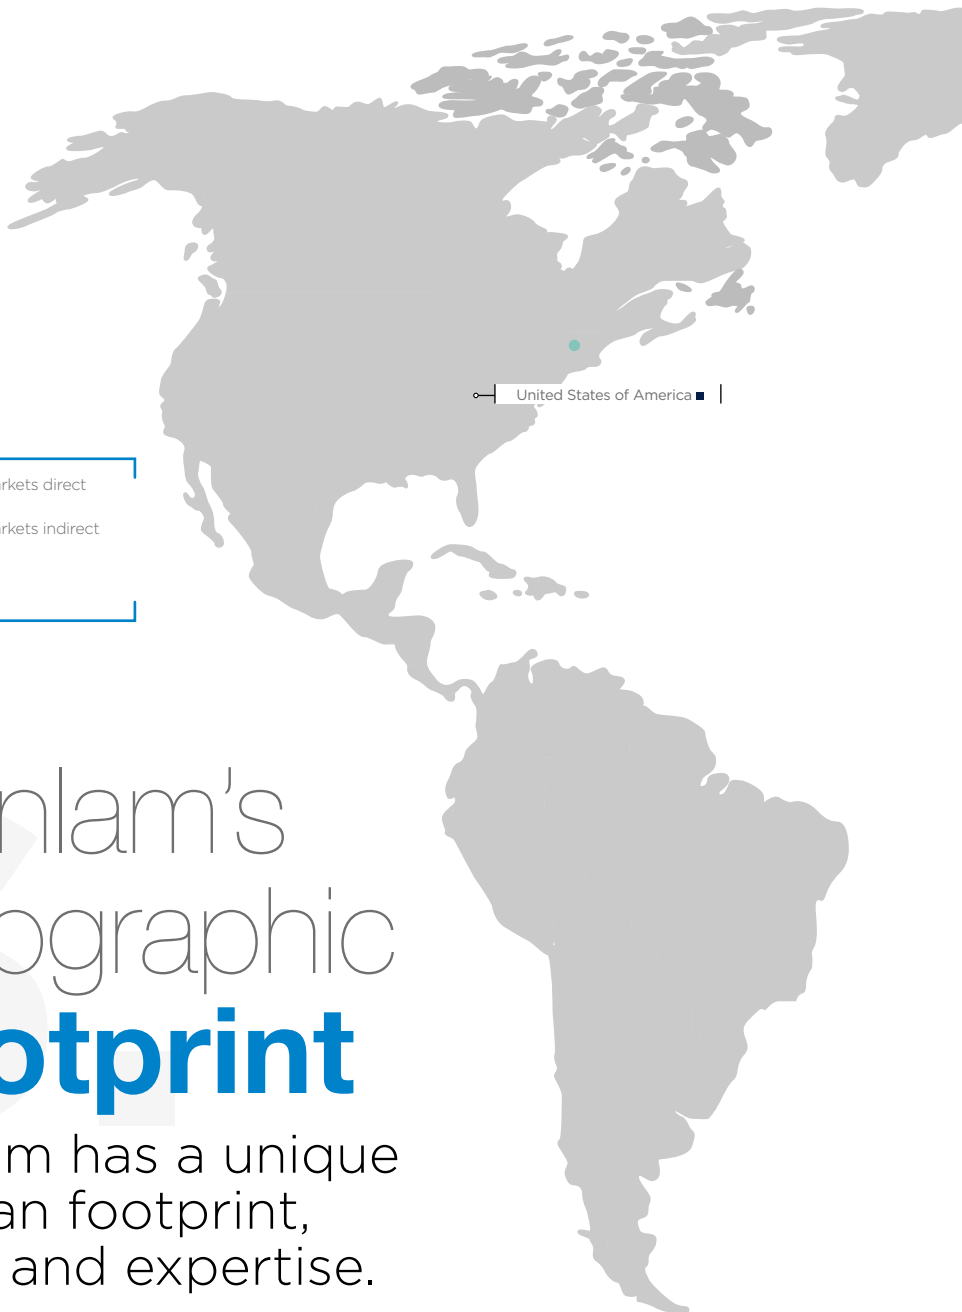 United States of America
rkets direct
rkets indirect
nlam's
ographic
otprint
m has a unique
an footprint,
and expertise.